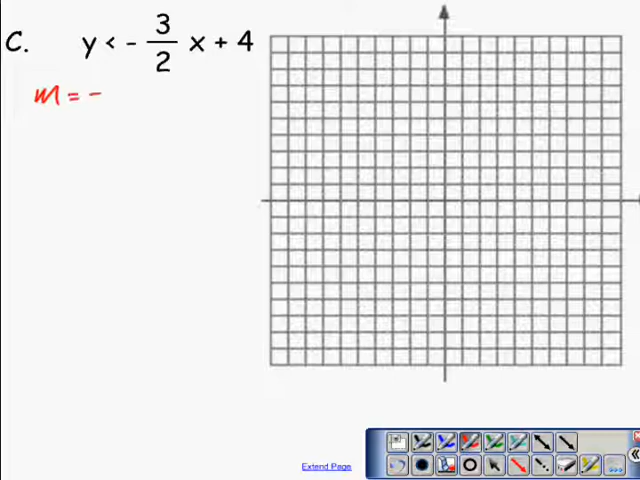 C. y < - 3/2 x + 4
m = -
Extend Page